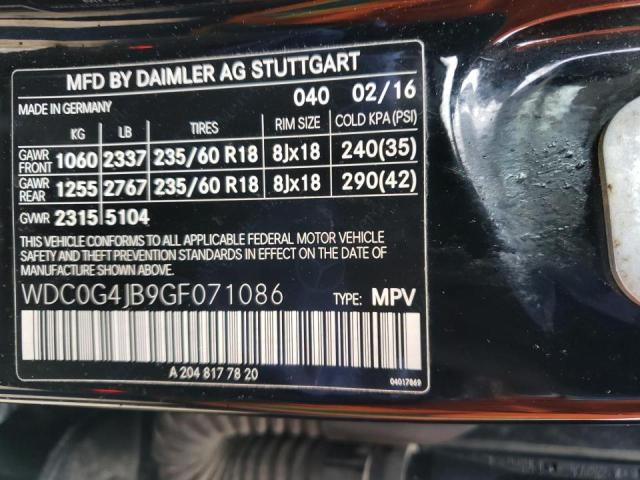 MFD BY DAIMLER AG STUTTGART
MADE IN GERMANY 040 02/16
KG LB TIRES RIM SIZE COLD KPA (PSI)
GAWR FRONT 1060 2337 235/60 R18 8Jx18 240(35)
GAWR REAR 1255 2767 235/60 R18 8Jx18 290(42)
GVWR 2315 5104
THIS VEHICLE CONFORMS TO ALL APPLICABLE FEDERAL MOTOR VEHICLE
SAFETY AND THEFT PREVENTION STANDARDS IN EFFECT ON THE DATE
OF MANUFACTURE SHOWN ABOVE.
WDC0G4JB9GF071086 TYPE: MPV
A 204 817 78 20
04017869